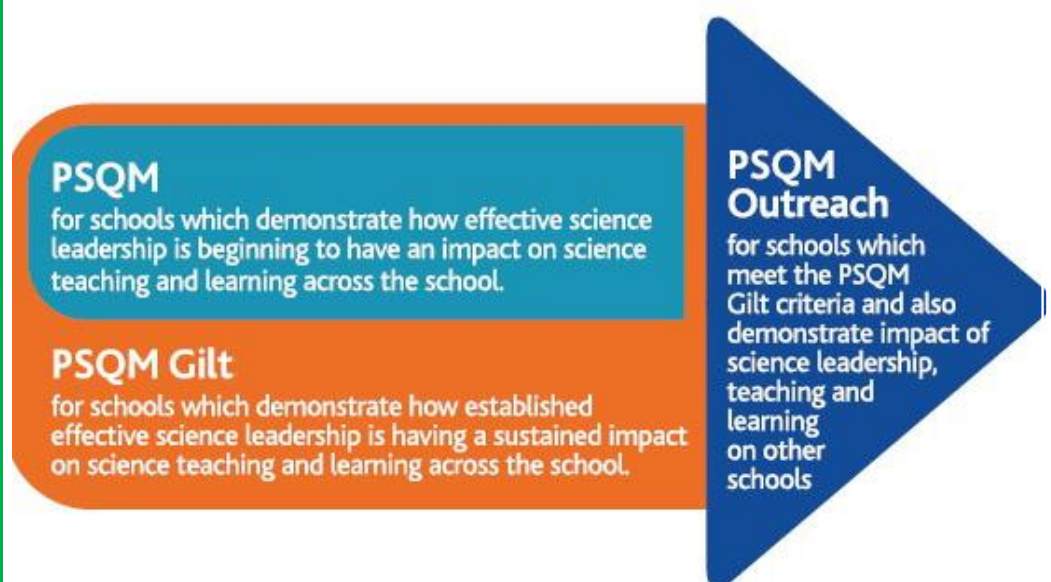 PSQM
for schools which demonstrate how effective science
leadership is beginning to have an impact on science
teaching and learning across the school.
PSQM Gilt
for schools which demonstrate how established
effective science leadership is having a sustained impact
on science teaching and learning across the school.
PSQM
Outreach
for schools which
meet the PSQM
Gilt criteria and also
demonstrate impact of
science leadership,
teaching and
learning
on other
schools